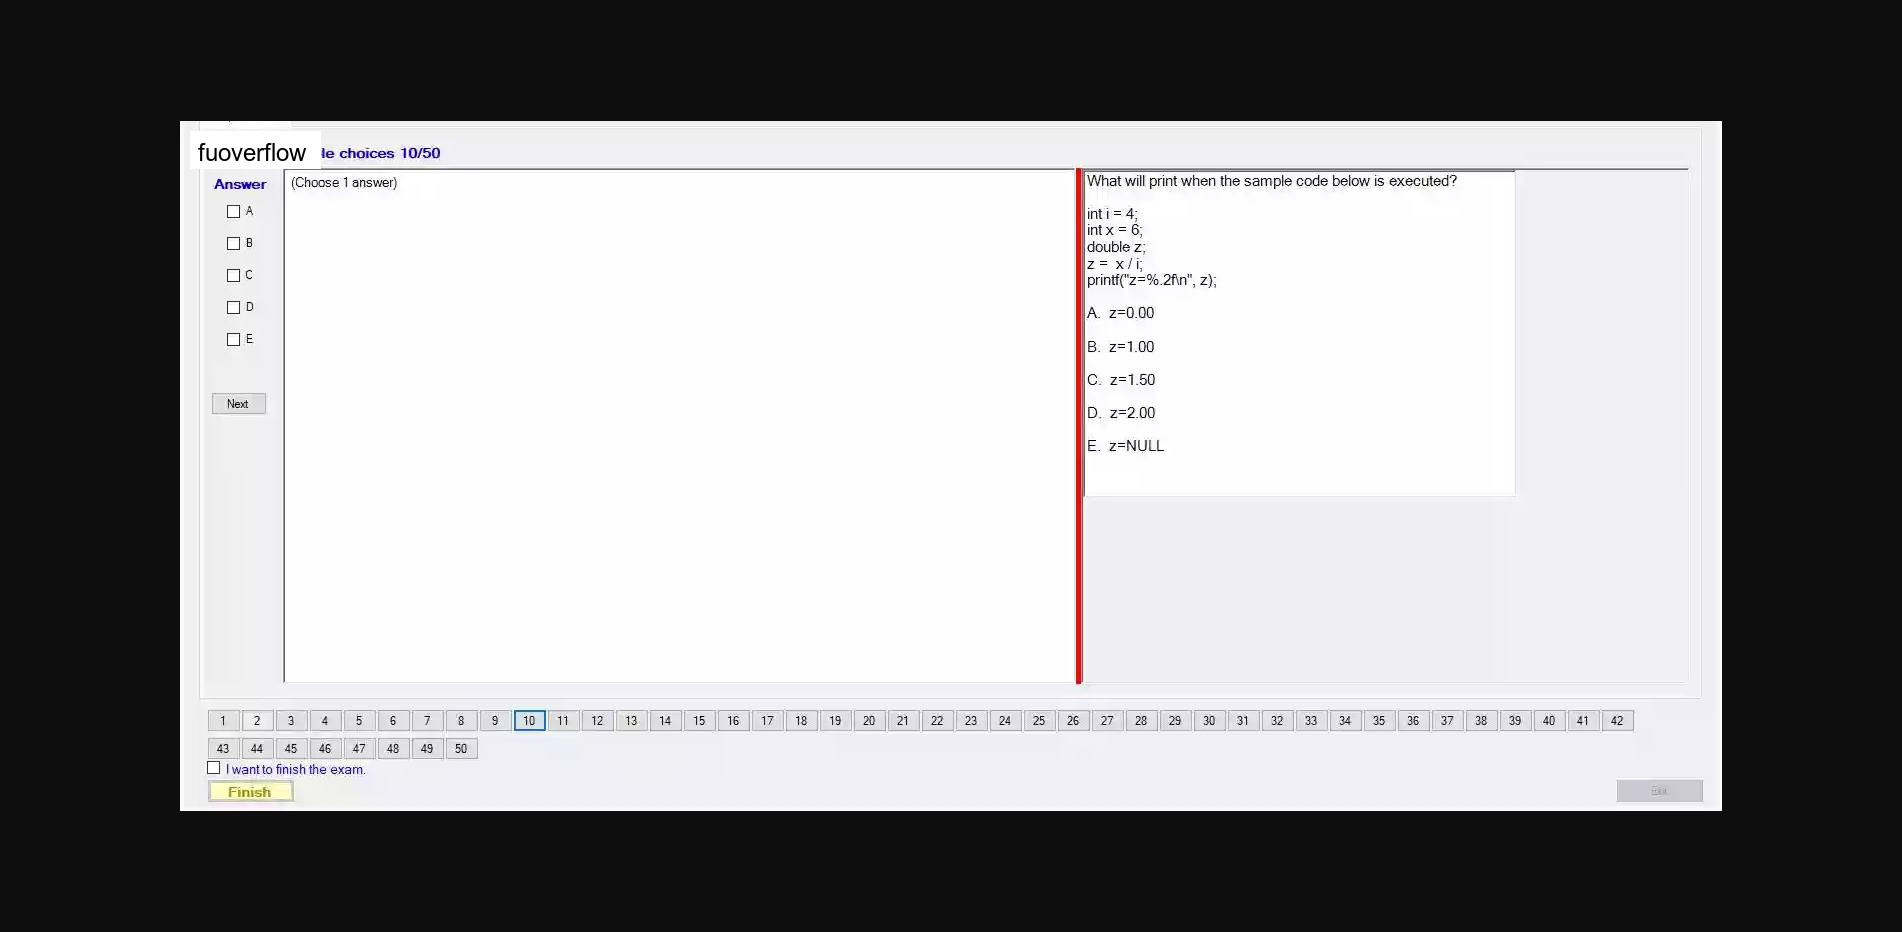 fuoverflow
le choices 10/50
Answer
(Choose 1 answer)
A
B
C
D
E
Next
What will print when the sample code below is executed?
int i = 4;
int x = 6;
double z;
z =  x / i;
printf("z=%.2f\n", z);
A.  z=0.00
B.  z=1.00
C.  z=1.50
D.  z=2.00
E.  z=NULL
1 2 3 4 5 6 7 8 9 10 11 12 13 14 15 16 17 18 19 20 21 22 23 24 25 26 27 28 29 30 31 32 33 34 35 36 37 38 39 40 41 42
43 44 45 46 47 48 49 50
I want to finish the exam.
Finish
Exit